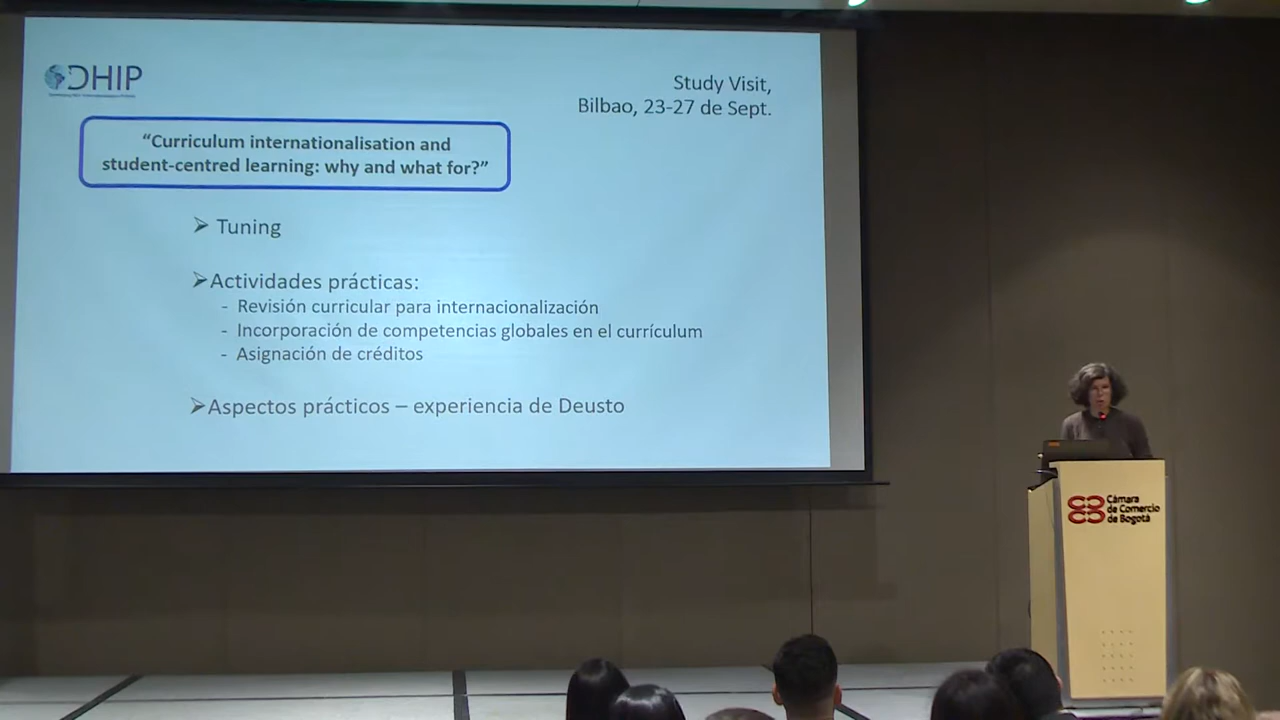 DHIP
Study Visit,
Bilbao, 23-27 de Sept.
“Curriculum internationalisation and
student-centred learning: why and what for?”
➢ Tuning
➢Actividades prácticas:
- Revisión curricular para internacionalización
- Incorporación de competencias globales en el currículum
- Asignación de créditos
➢Aspectos prácticos – experiencia de Deusto
Cámara
de Comercio
de Bogotá